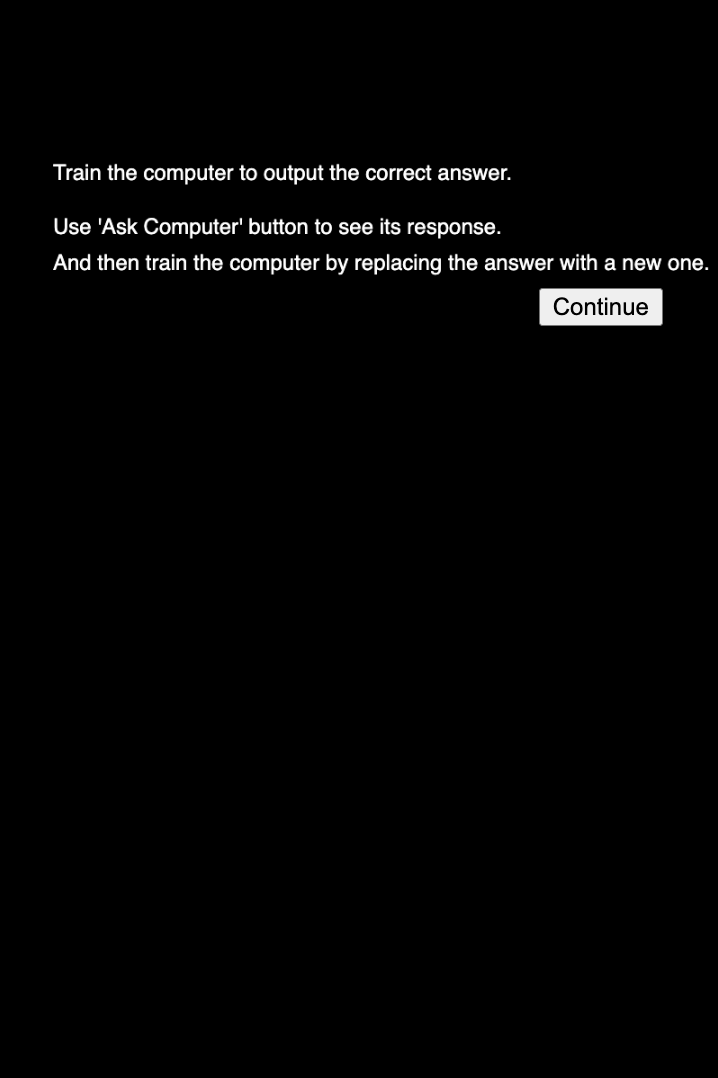 Train the computer to output the correct answer.
Use 'Ask Computer' button to see its response.
And then train the computer by replacing the answer with a new one.
Continue